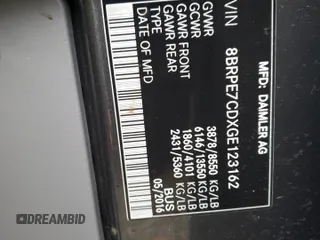 MFD: DAIMLER AG
VIN 8BRPE7CDXGE123162
GVWR 3878/8550 KG/LB
GCWR 6146/13550 KG/LB
GAWR FRONT 1860/4101 KG/LB
GAWR REAR 2431/5360 KG/LB
BUS
DATE OF MFD 05/2016
DREAMBID